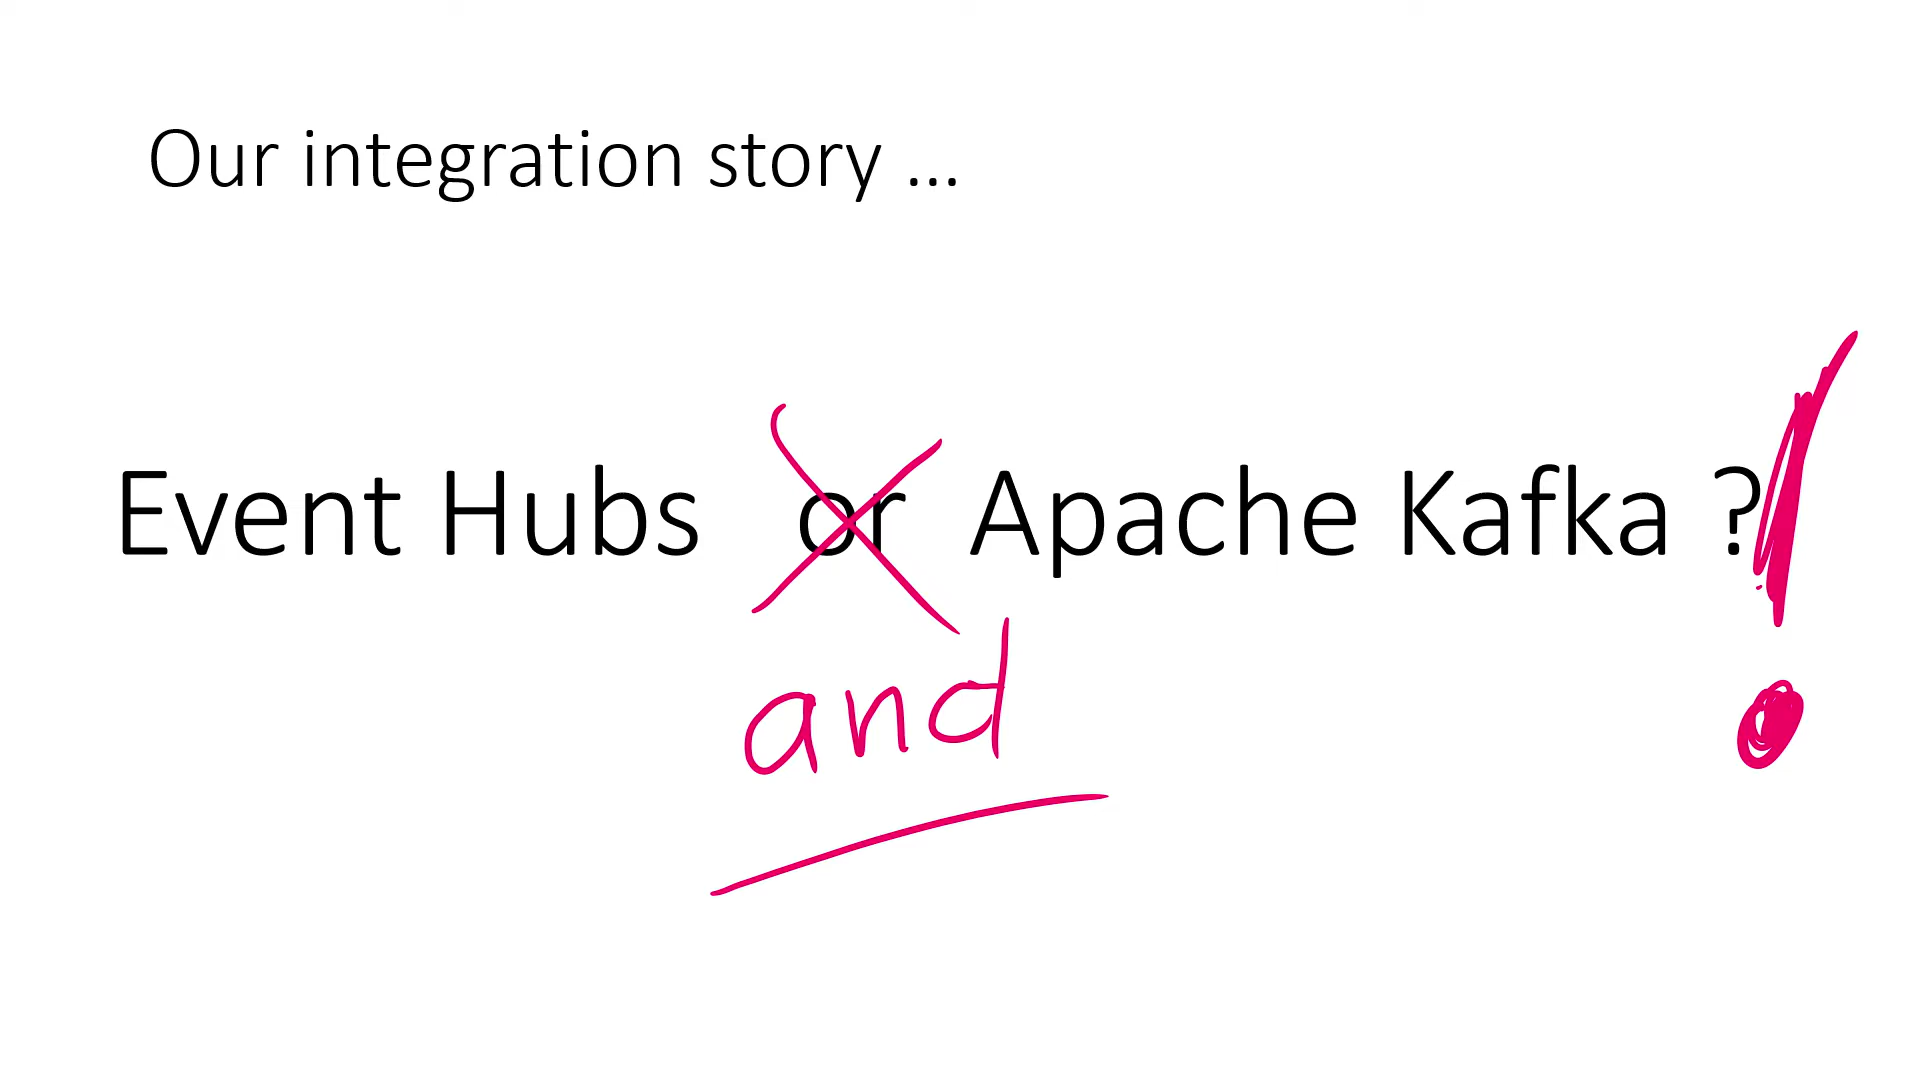 Our integration story ...
Event Hubs or Apache Kafka ?!
and